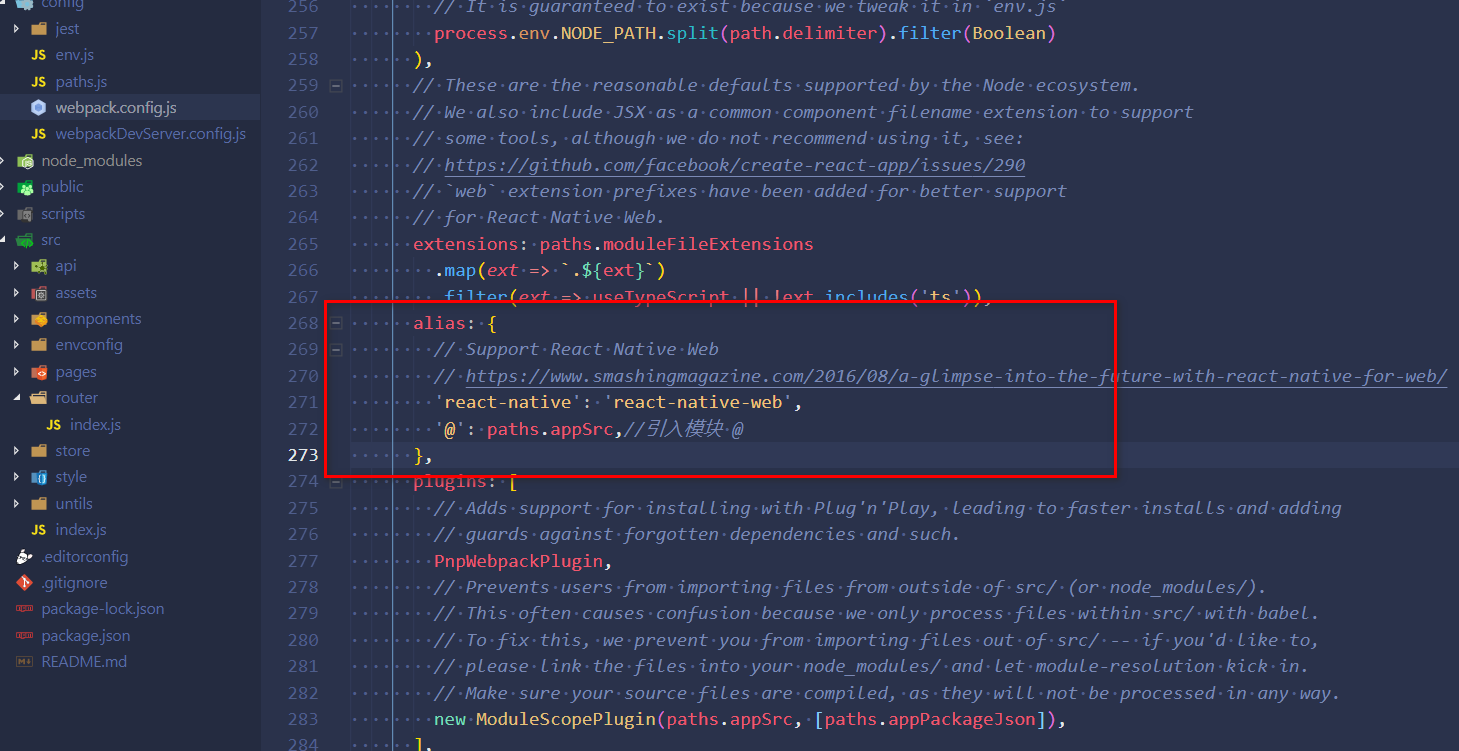 config
jest
env.js
paths.js
webpack.config.js
webpackDevServer.config.js
node_modules
public
scripts
src
api
assets
components
envconfig
pages
router
index.js
store
style
untils
index.js
.editorconfig
.gitignore
package-lock.json
package.json
README.md
256 // It is guaranteed to exist because we tweak it in `env.js`
257 process.env.NODE_PATH.split(path.delimiter).filter(Boolean)
258 ),
259 // These are the reasonable defaults supported by the Node ecosystem.
260 // We also include JSX as a common component filename extension to support
261 // some tools, although we do not recommend using it, see:
262 // https://github.com/facebook/create-react-app/issues/290
263 // `web` extension prefixes have been added for better support
264 // for React Native Web.
265 extensions: paths.moduleFileExtensions
266 .map(ext => `.${ext}`)
267 .filter(ext => useTypeScript || !ext.includes('ts')),
268 alias: {
269 // Support React Native Web
270 // https://www.smashingmagazine.com/2016/08/a-glimpse-into-the-future-with-react-native-for-web/
271 'react-native': 'react-native-web',
272 '@': paths.appSrc,//引入模块 @
273 },
274 plugins: [
275 // Adds support for installing with Plug'n'Play, leading to faster installs and adding
276 // guards against forgotten dependencies and such.
277 PnpWebpackPlugin,
278 // Prevents users from importing files from outside of src/ (or node_modules/).
279 // This often causes confusion because we only process files within src/ with babel.
280 // To fix this, we prevent you from importing files out of src/ -- if you'd like to,
281 // please link the files into your node_modules/ and let module-resolution kick in.
282 // Make sure your source files are compiled, as they will not be processed in any way.
283 new ModuleScopePlugin(paths.appSrc, [paths.appPackageJson]),
284 ],